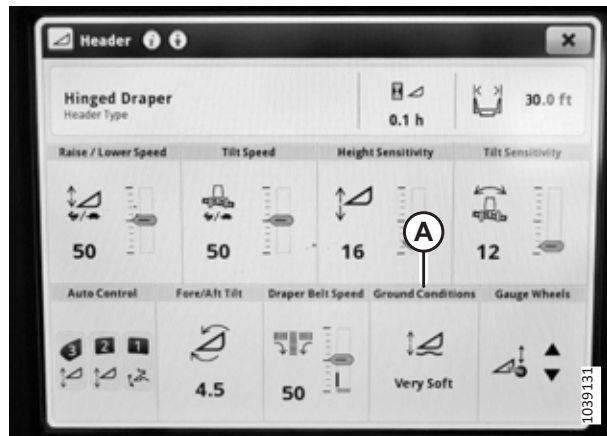 Header
Hinged Draper
Header Type
0.1 h
30.0 ft
Raise / Lower Speed
Tilt Speed
Height Sensitivity
Tilt Sensitivity
50
50
16
12
A
Auto Control
Fore/Aft Tilt
Draper Belt Speed
Ground Conditions
Gauge Wheels
3 2 1
4.5
50
Very Soft
1039131